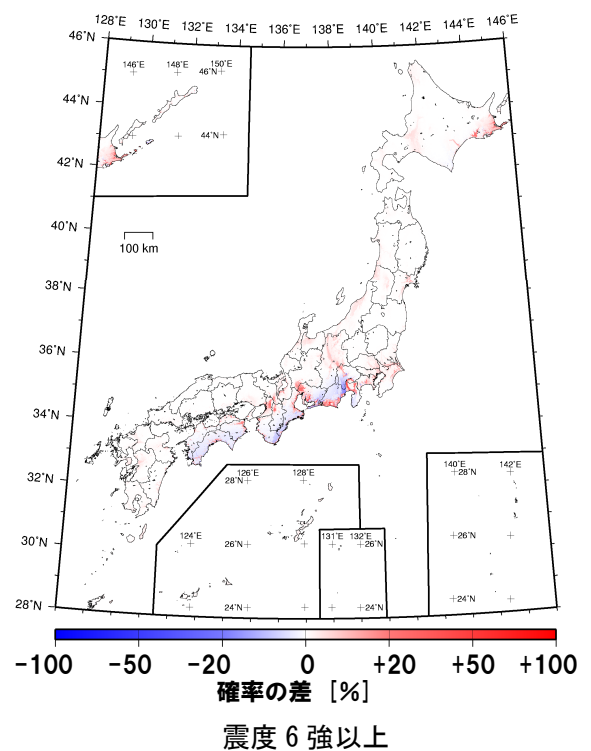 128°E 130°E 132°E 134°E 136°E 138°E 140°E 142°E 144°E 146°E
46°N
146°E 148°E 150°E
46°N
44°N
44°N
42°N
40°N
100 km
38°N
36°N
34°N
32°N
126°E 128°E
28°N
140°E 142°E
28°N
30°N
124°E
26°N
131°E 132°E
26°N
26°N
28°N
24°N
24°N
24°N
-100 -50 -20 0 +20 +50 +100
確率の差 [%]
震度6強以上